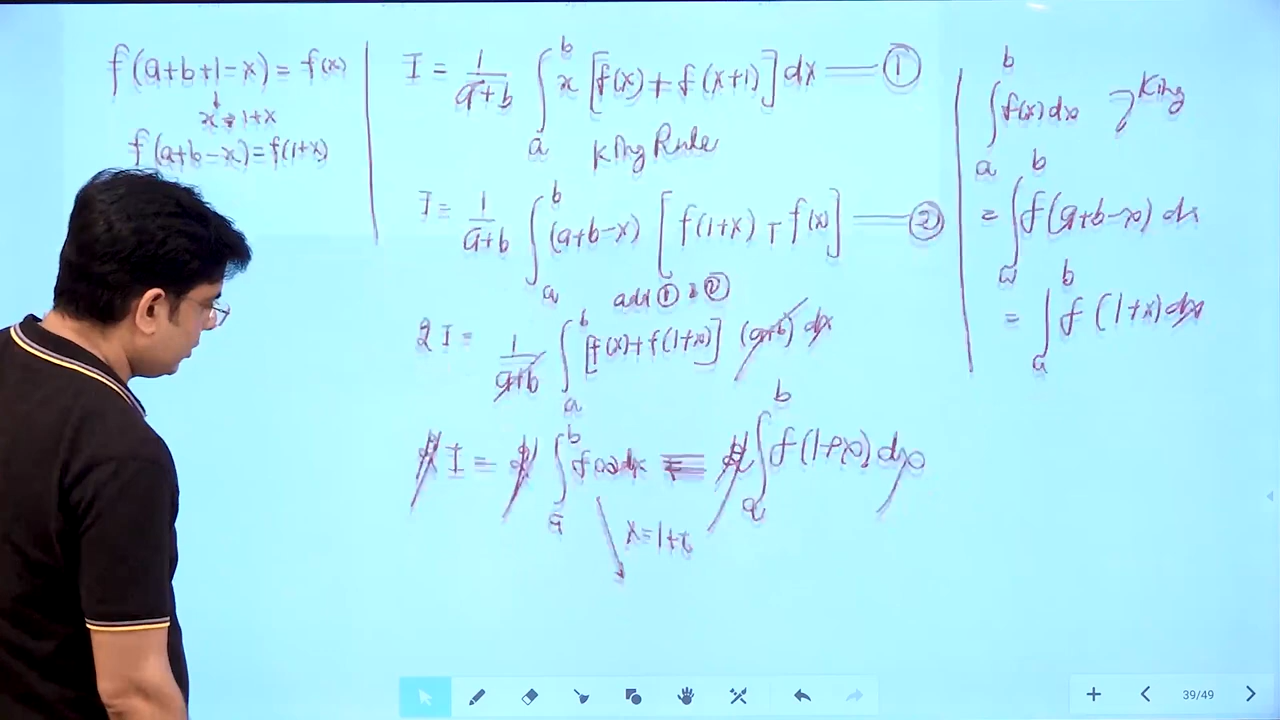 f(a+b+1-x) = f(x)
↓
x → 1+x
f(a+b-x) = f(1+x)
I = 1/(a+b) ∫_a^b x [f(x) + f(x+1)] dx —— ①
King Rule
I = 1/(a+b) ∫_a^b (a+b-x) [f(1+x) + f(x)] —— ②
add ① & ②
2I = 1/(a+b) ∫_a^b [f(x)+f(1+x)] (a+b) dx
2I = 2 ∫_a^b f(x) dx = 2 ∫_a^b f(1+x) dx
x=1+t
∫_a^b f(x) dx King
= ∫_a^b f(a+b-x) dx
= ∫_a^b f(1+x) dx
39/49